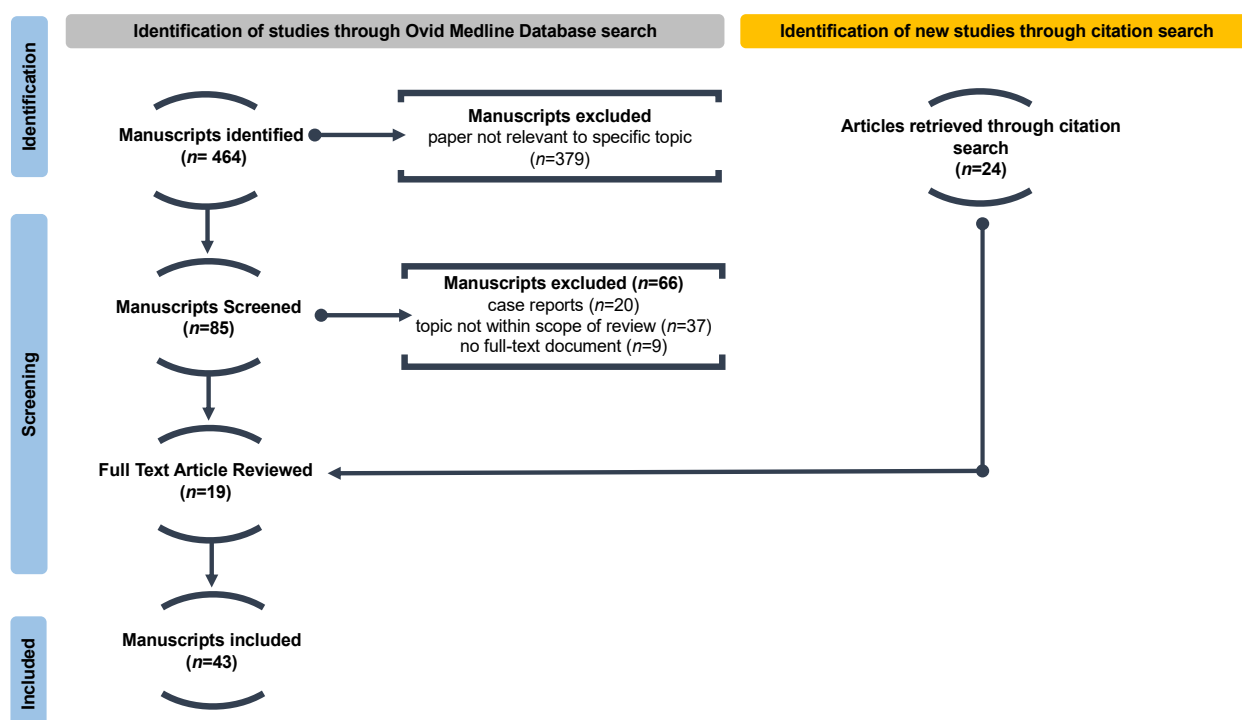 Identification of studies through Ovid Medline Database search
Identification of new studies through citation search
Identification
Manuscripts identified
(n= 464)
Manuscripts excluded
paper not relevant to specific topic
(n=379)
Articles retrieved through citation
search
(n=24)
Screening
Manuscripts Screened
(n=85)
Manuscripts excluded (n=66)
case reports (n=20)
topic not within scope of review (n=37)
no full-text document (n=9)
Full Text Article Reviewed
(n=19)
Included
Manuscripts included
(n=43)